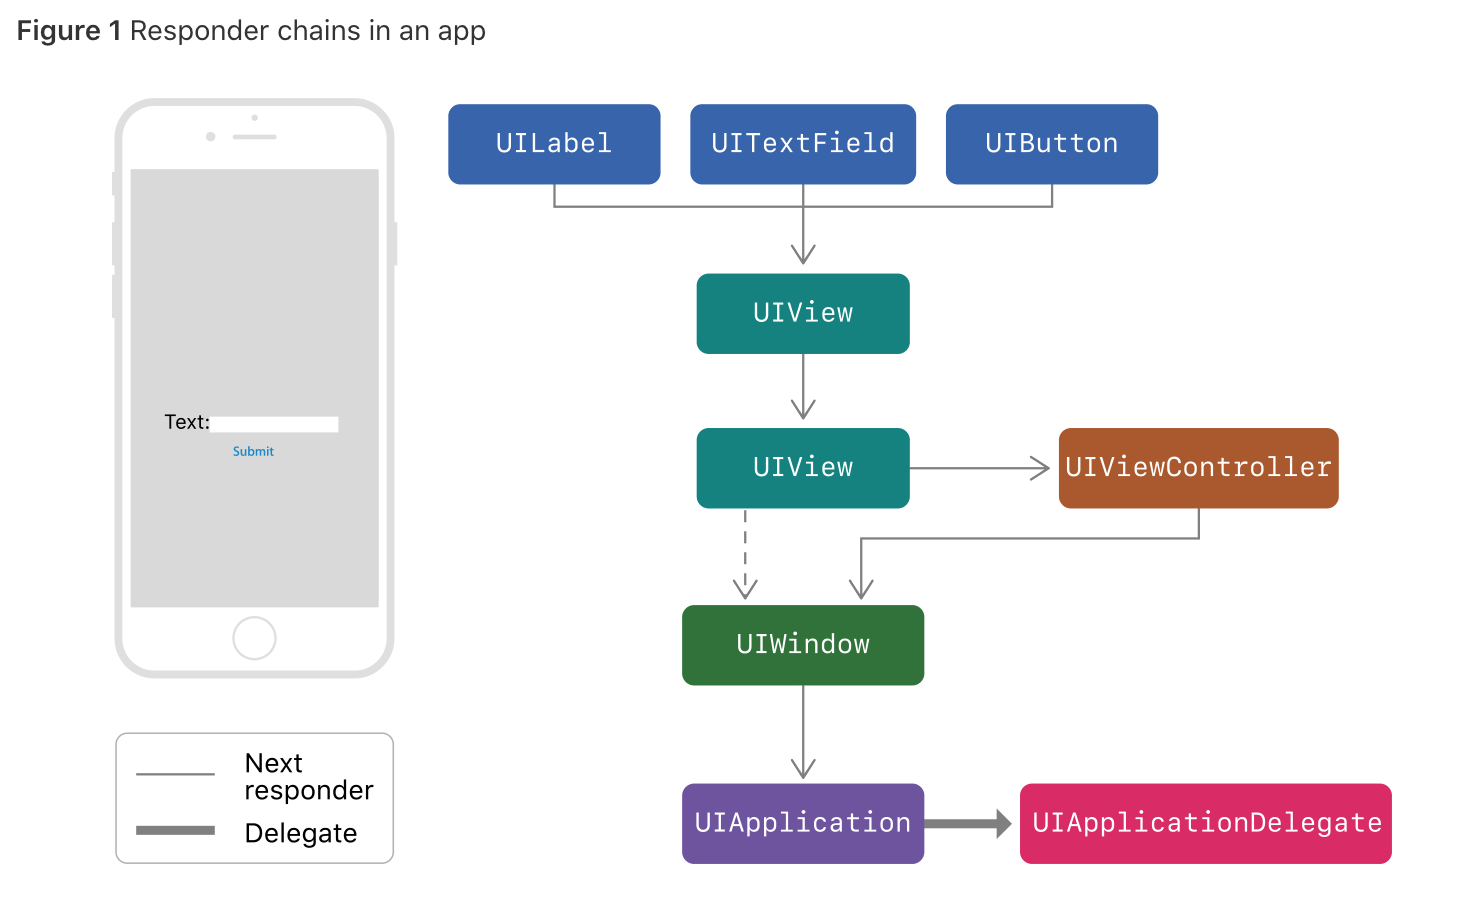 Figure 1 Responder chains in an app
UILabel
UITextField
UIButton
UIView
Text:
Submit
UIView
UIViewController
UIWindow
Next
responder
Delegate
UIApplication
UIApplicationDelegate